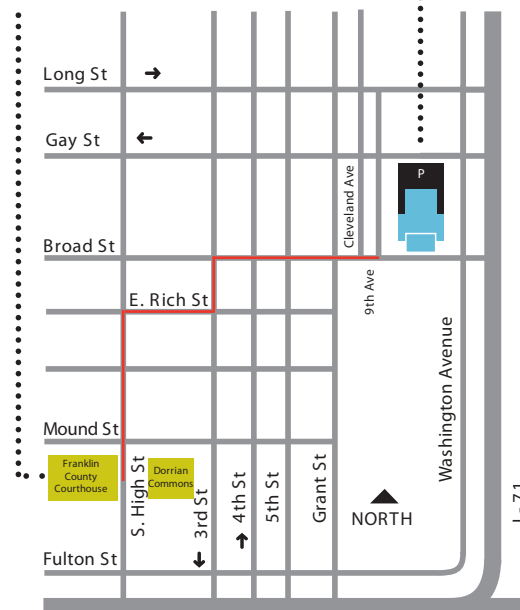 Long St
Gay St
P
Cleveland Ave
Broad St
9th Ave
E. Rich St
Washington Avenue
Mound St
Franklin
County
Courthouse
S. High St
Dorrian
Commons
3rd St
4th St
5th St
Grant St
NORTH
Fulton St